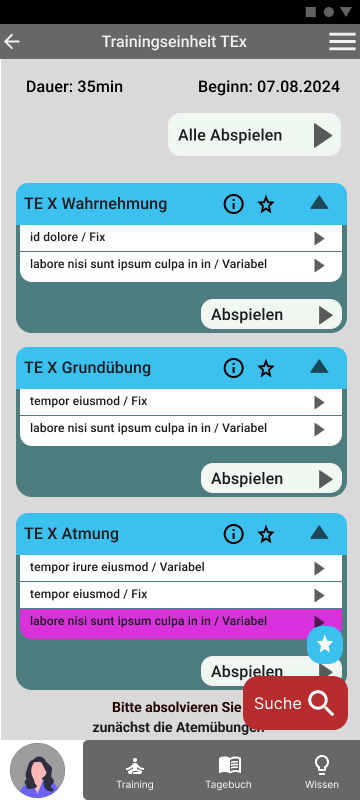 Trainingseinheit TEx
Dauer: 35min Beginn: 07.08.2024
Alle Abspielen
TE X Wahrnehmung
id dolore / Fix
labore nisi sunt ipsum culpa in in / Variabel
Abspielen
TE X Grundübung
tempor eiusmod / Fix
labore nisi sunt ipsum culpa in in / Variabel
Abspielen
TE X Atmung
tempor irure eiusmod / Variabel
tempor eiusmod / Fix
labore nisi sunt ipsum culpa in in / Variabel
Abspielen
Suche
Bitte absolvieren Sie
zunächst die Atemübungen
Training Tagebuch Wissen